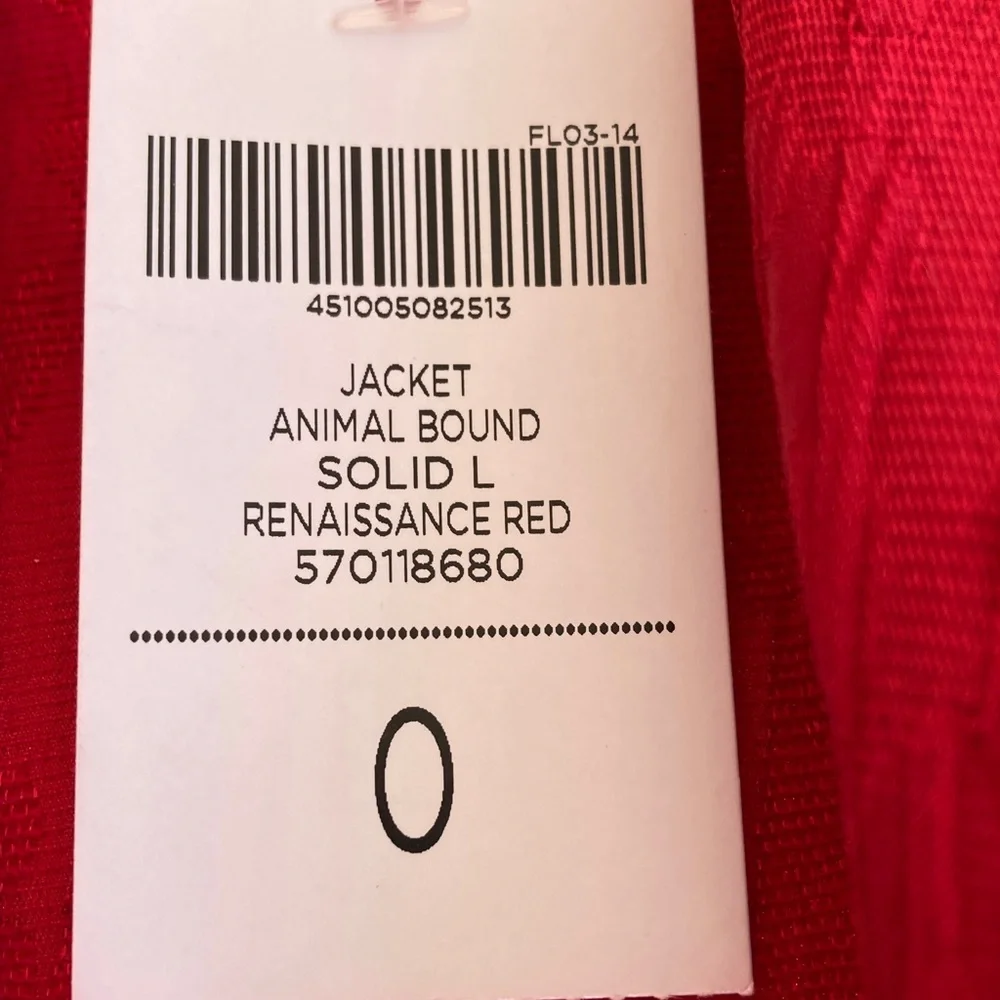 FL03-14
451005082513
JACKET
ANIMAL BOUND
SOLID L
RENAISSANCE RED
570118680
0